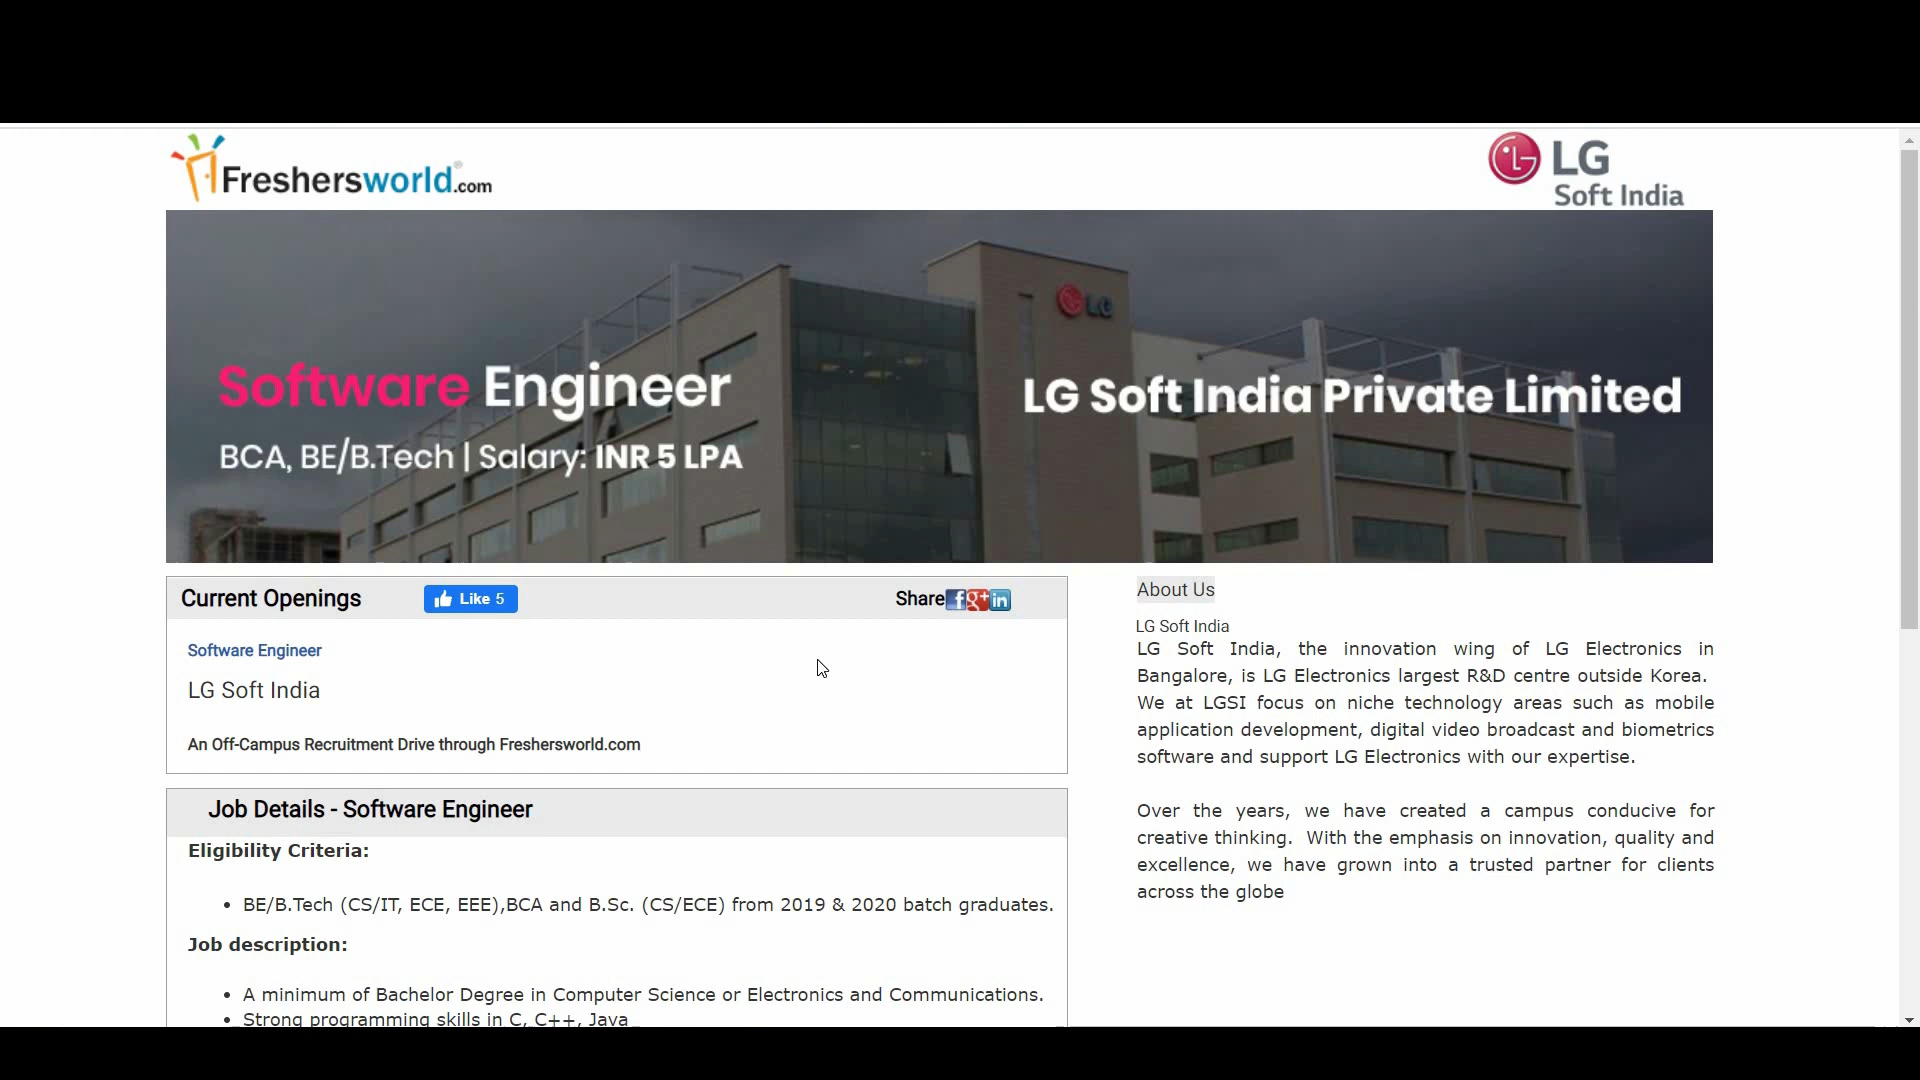 Freshersworld.com
LG
Soft India
LG
Software Engineer
BCA, BE/B.Tech | Salary: INR 5 LPA
LG Soft India Private Limited
Current Openings
Like 5
Share
Software Engineer
LG Soft India
An Off-Campus Recruitment Drive through Freshersworld.com
Job Details - Software Engineer
Eligibility Criteria:
• BE/B.Tech (CS/IT, ECE, EEE),BCA and B.Sc. (CS/ECE) from 2019 & 2020 batch graduates.
Job description:
• A minimum of Bachelor Degree in Computer Science or Electronics and Communications.
• Strong programming skills in C, C++, Java
About Us
LG Soft India
LG Soft India, the innovation wing of LG Electronics in
Bangalore, is LG Electronics largest R&D centre outside Korea.
We at LGSI focus on niche technology areas such as mobile
application development, digital video broadcast and biometrics
software and support LG Electronics with our expertise.
Over the years, we have created a campus conducive for
creative thinking. With the emphasis on innovation, quality and
excellence, we have grown into a trusted partner for clients
across the globe